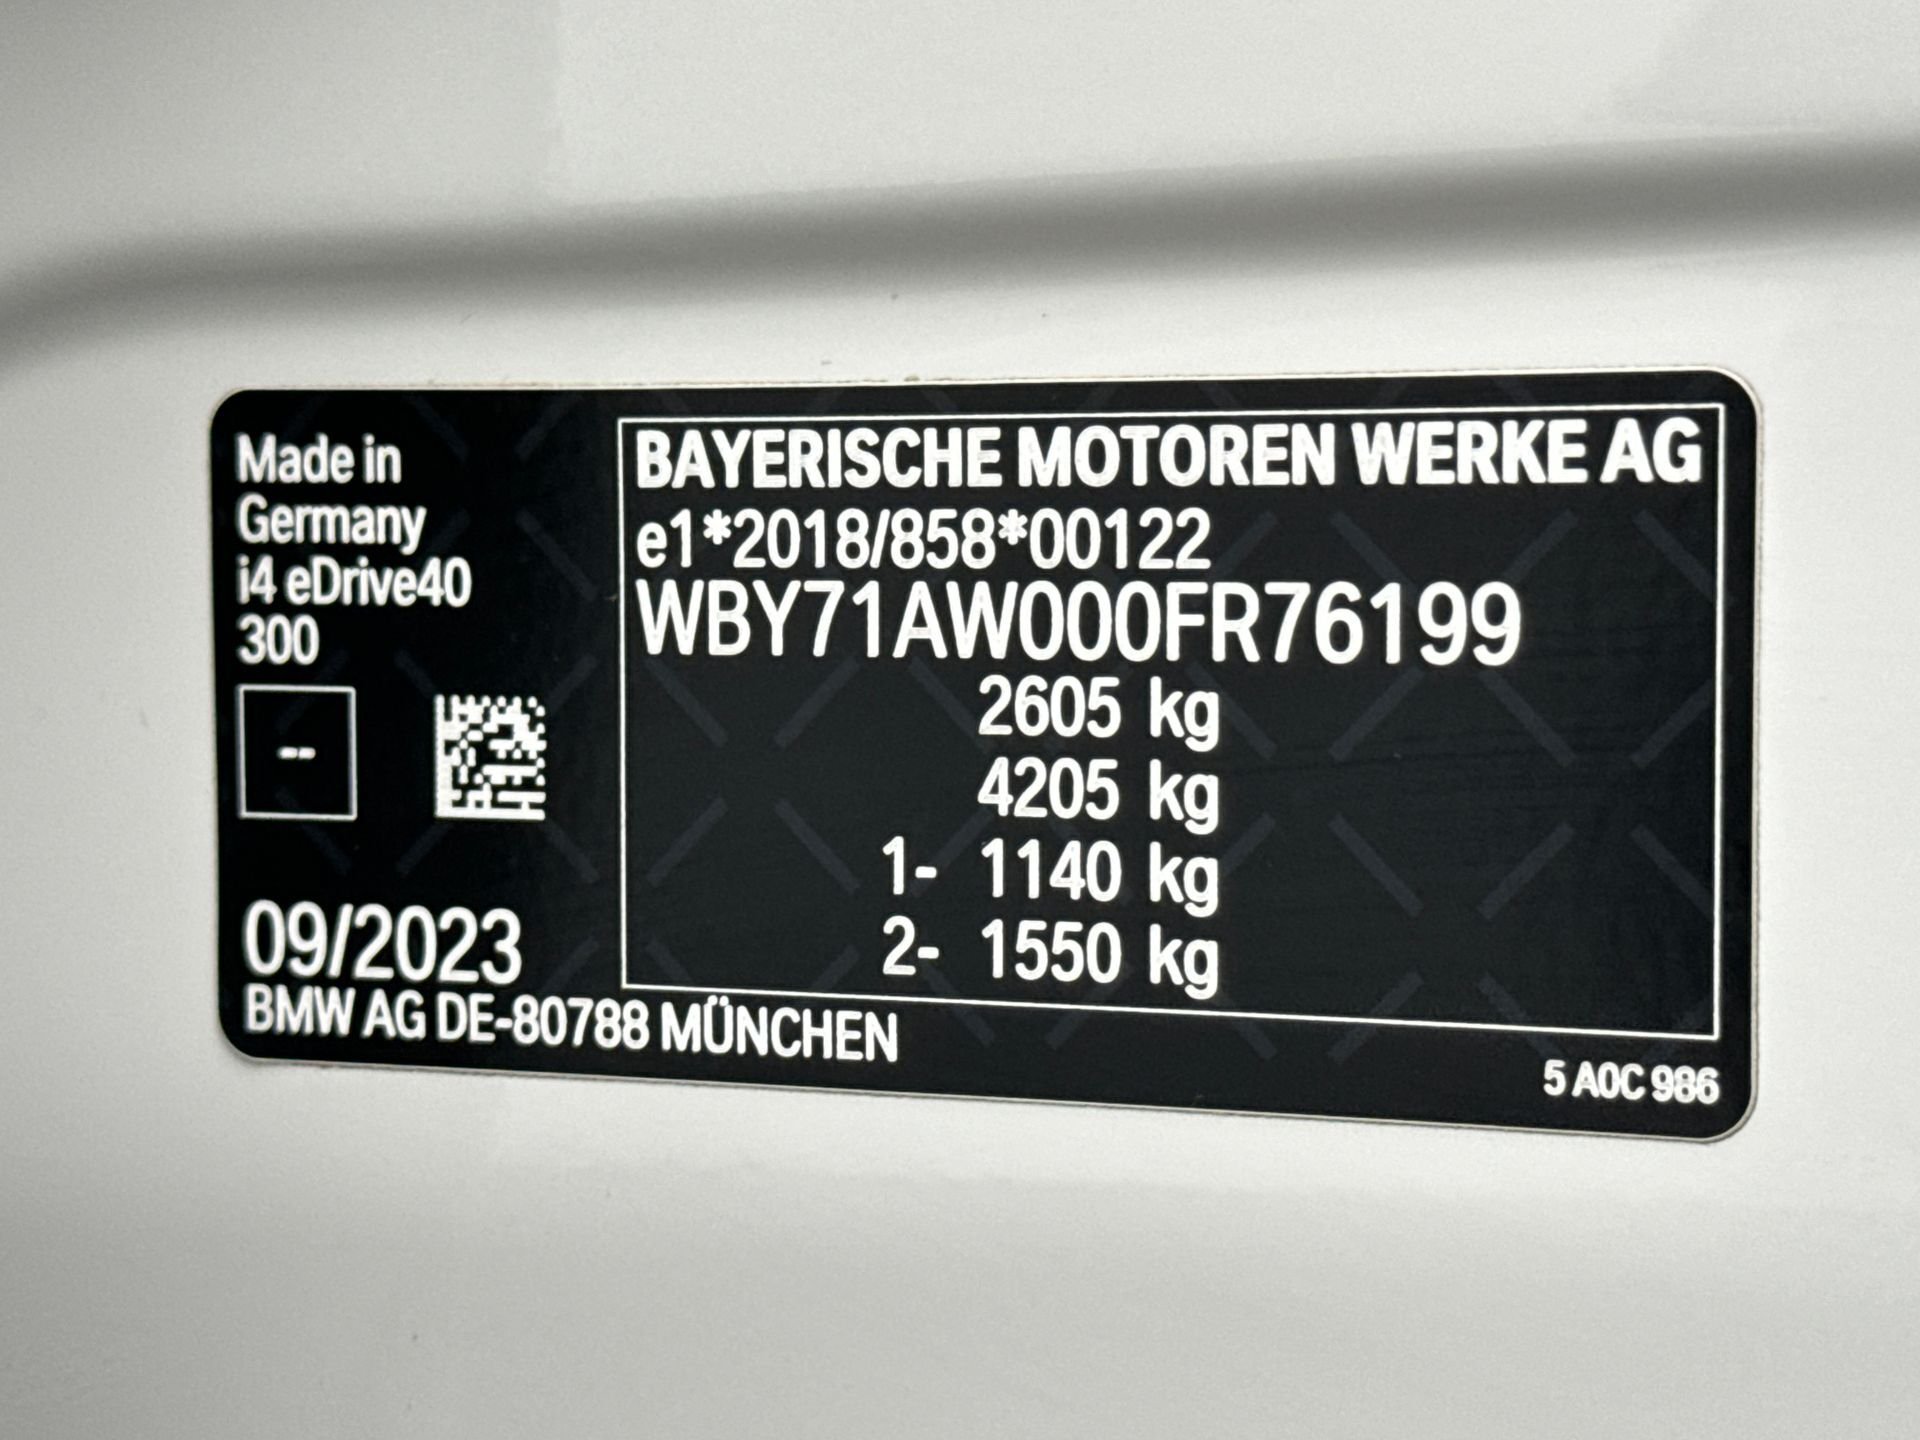 Made in
Germany
i4 eDrive40
300
--
09/2023
BMW AG DE-80788 MÜNCHEN
BAYERISCHE MOTOREN WERKE AG
e1*2018/858*00122
WBY71AW000FR76199
2605 kg
4205 kg
1- 1140 kg
2- 1550 kg
5 A0C 986